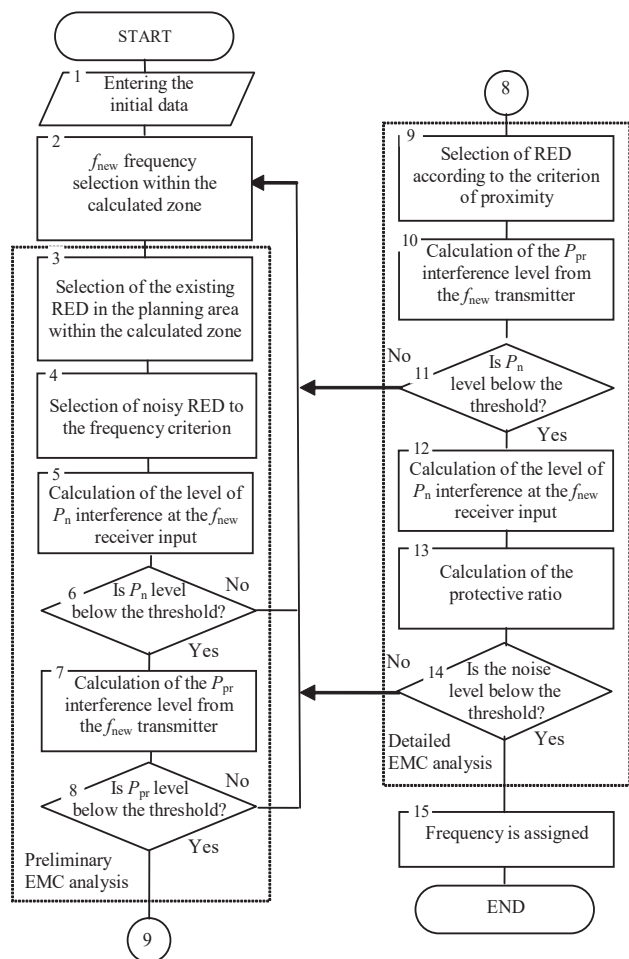 START
1
Entering the
initial data
2
fnew frequency
selection within the
calculated zone
3
Selection of the existing
RED in the planning area
within the calculated zone
4
Selection of noisy RED to
the frequency criterion
5
Calculation of the level of
Pn interference at the fnew
receiver input
6
Is Pn level
below the threshold?
No
Yes
7
Calculation of the Ppr
interference level from
the fnew transmitter
8
Is Ppr level
below the threshold?
No
Yes
Preliminary
EMC analysis
9
8
9
Selection of RED
according to the criterion
of proximity
10
Calculation of the Ppr
interference level from
the fnew transmitter
No
11
Is Pn
level below the
threshold?
Yes
12
Calculation of the level of
Pn interference at the fnew
receiver input
13
Calculation of the
protective ratio
No
14
Is the noise
level below the
threshold?
Yes
Detailed
EMC analysis
15
Frequency is assigned
END